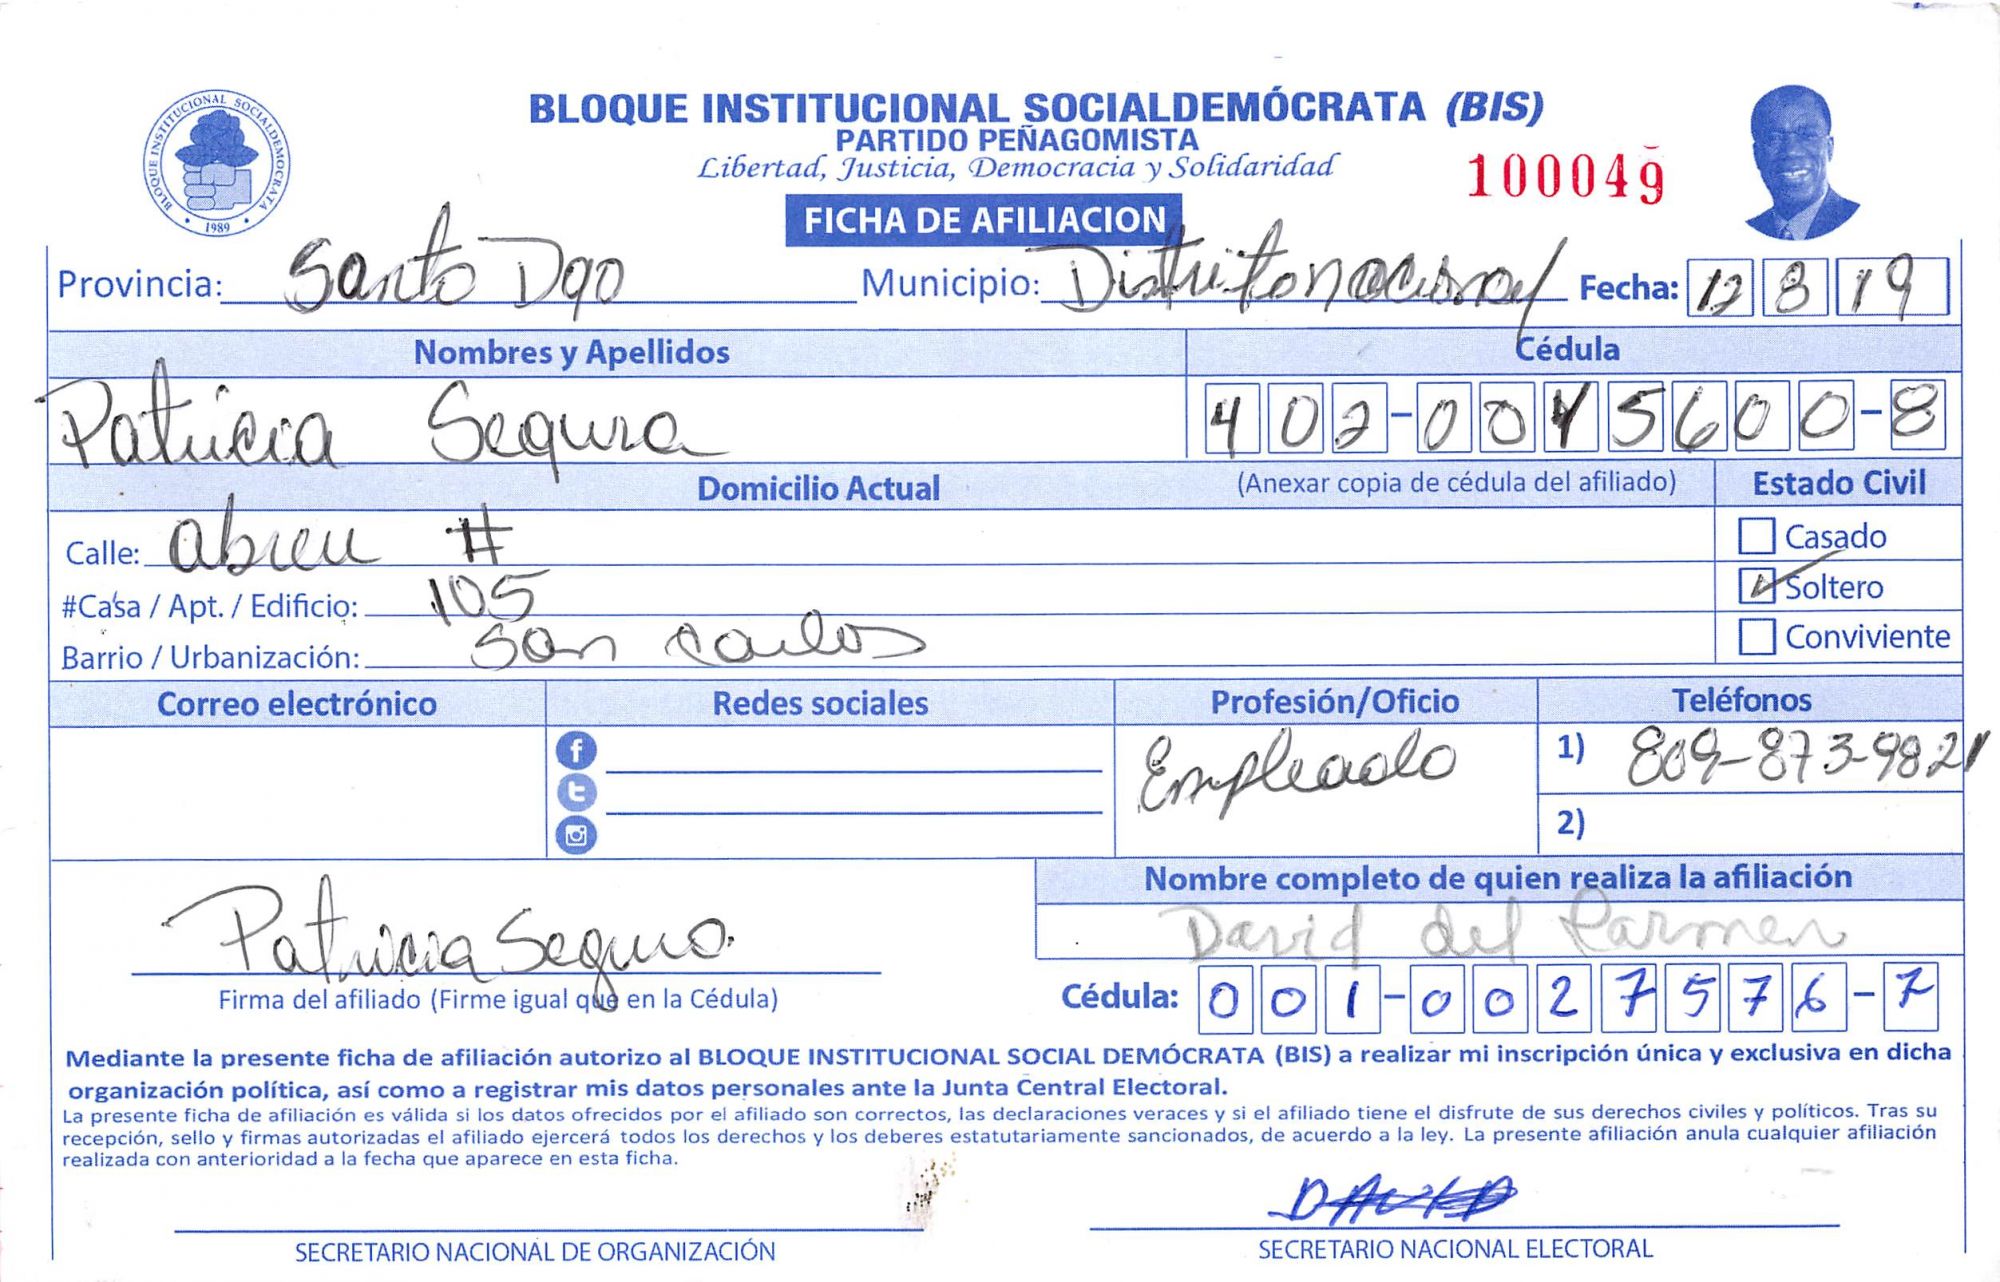 BLOQUE INSTITUCIONAL SOCIALDEMÓCRATA (BIS)
PARTIDO PEÑAGOMISTA
Libertad, Justicia, Democracia y Solidaridad
100049
BLOQUE INSTITUCIONAL SOCIALDEMOCRATA
1989
FICHA DE AFILIACION
Provincia: Santo Dgo Municipio: Distrito nacional Fecha: 12 8 19
Nombres y Apellidos Cédula
Patricia Segura 402-0045600-8
Domicilio Actual (Anexar copia de cédula del afiliado) Estado Civil
Calle: abreu # Casado
#Casa / Apt. / Edificio: 105 Soltero
Barrio / Urbanización: San Carlos Conviviente
Correo electrónico Redes sociales Profesión/Oficio Teléfonos
Empleado 1) 809-873-9821
2)
Nombre completo de quien realiza la afiliación
David del Carmen
Patricia Segura
Firma del afiliado (Firme igual que en la Cédula) Cédula: 001-0027576-7
Mediante la presente ficha de afiliación autorizo al BLOQUE INSTITUCIONAL SOCIAL DEMÓCRATA (BIS) a realizar mi inscripción única y exclusiva en dicha
organización política, así como a registrar mis datos personales ante la Junta Central Electoral.
La presente ficha de afiliación es válida si los datos ofrecidos por el afiliado son correctos, las declaraciones veraces y si el afiliado tiene el disfrute de sus derechos civiles y políticos. Tras su
recepción, sello y firmas autorizadas el afiliado ejercerá todos los derechos y los deberes estatutariamente sancionados, de acuerdo a la ley. La presente afiliación anula cualquier afiliación
realizada con anterioridad a la fecha que aparece en esta ficha.
DAVID
SECRETARIO NACIONAL DE ORGANIZACIÓN SECRETARIO NACIONAL ELECTORAL